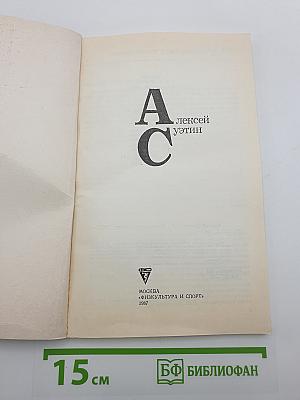 Алексей
Суэтин
МОСКВА
«ФИЗКУЛЬТУРА И СПОРТ»
1987
15 см
БФ БИБЛИОФАН